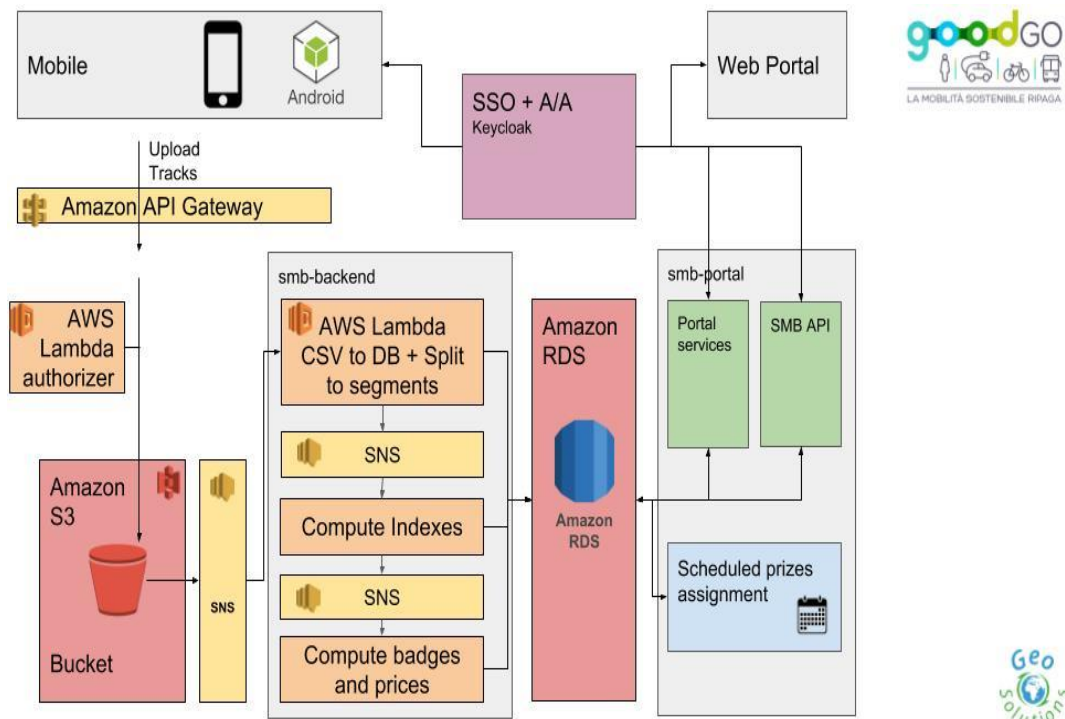 Mobile
Android
SSO + A/A
Keycloak
Web Portal
goodGO
LA MOBILITÀ SOSTENIBILE RIPAGA
Upload
Tracks
Amazon API Gateway
smb-backend
smb-portal
AWS
Lambda
authorizer
AWS Lambda
CSV to DB + Split
to segments
Amazon
RDS
Portal
services
SMB API
SNS
Amazon
S3
SNS
Compute Indexes
Amazon
RDS
Scheduled prizes
assignment
SNS
Compute badges
and prices
Bucket
Geo
Solutions